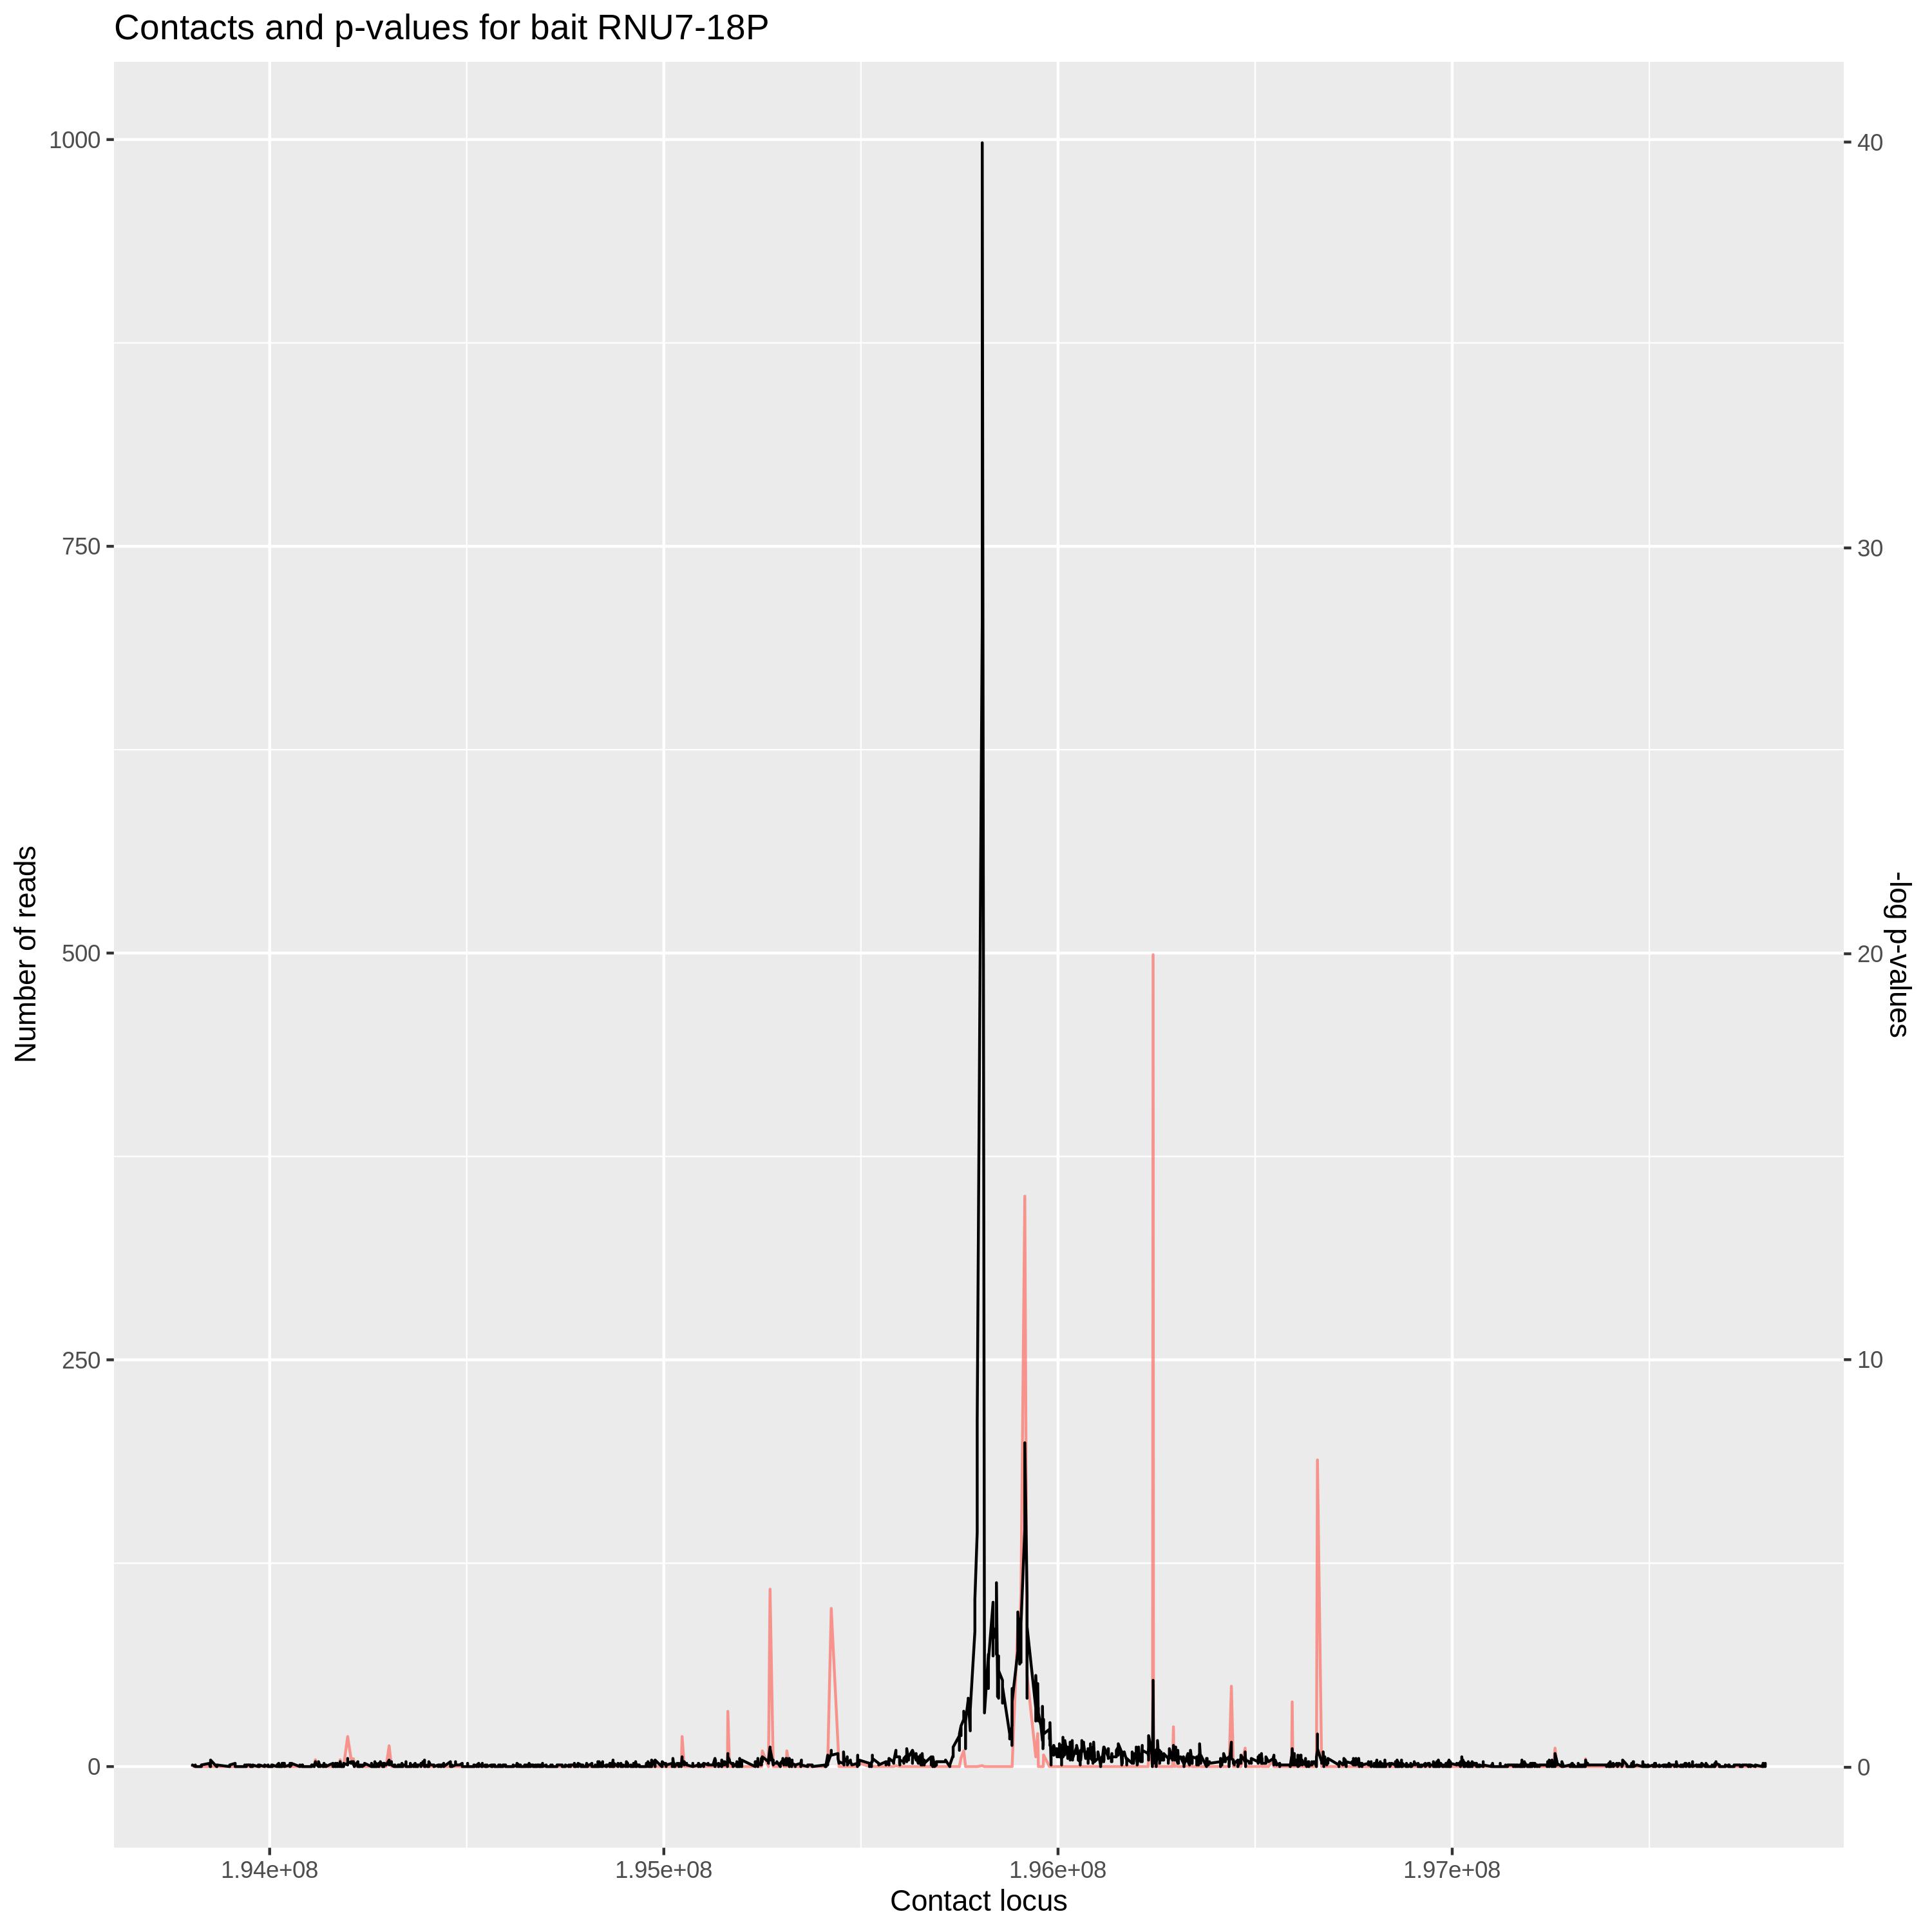 Contacts and p-values for bait RNU7-18P
1000
750
500
250
0
Number of reads
40
30
20
10
0
-log p-values
1.94e+08
1.95e+08
1.96e+08
1.97e+08
Contact locus